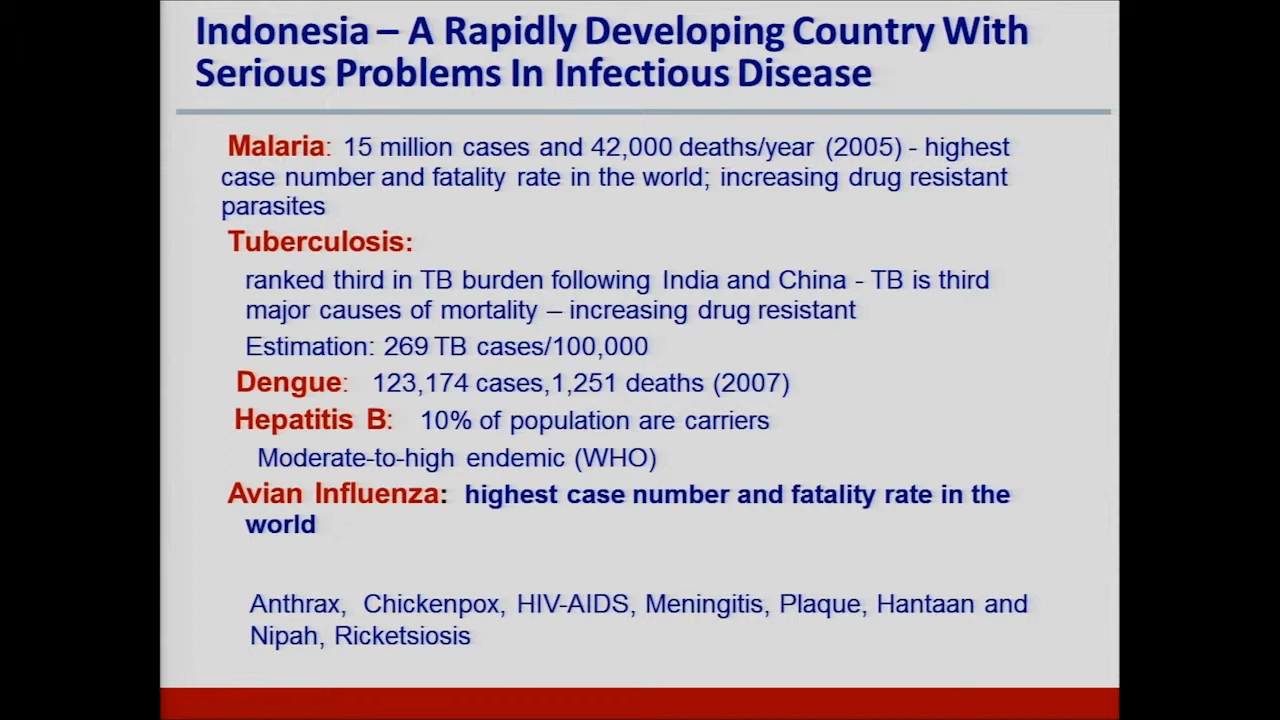 Indonesia – A Rapidly Developing Country With
Serious Problems In Infectious Disease
Malaria: 15 million cases and 42,000 deaths/year (2005) - highest
case number and fatality rate in the world; increasing drug resistant
parasites
Tuberculosis:
ranked third in TB burden following India and China - TB is third
major causes of mortality – increasing drug resistant
Estimation: 269 TB cases/100,000
Dengue: 123,174 cases,1,251 deaths (2007)
Hepatitis B: 10% of population are carriers
Moderate-to-high endemic (WHO)
Avian Influenza: highest case number and fatality rate in the
world
Anthrax, Chickenpox, HIV-AIDS, Meningitis, Plaque, Hantaan and
Nipah, Ricketsiosis